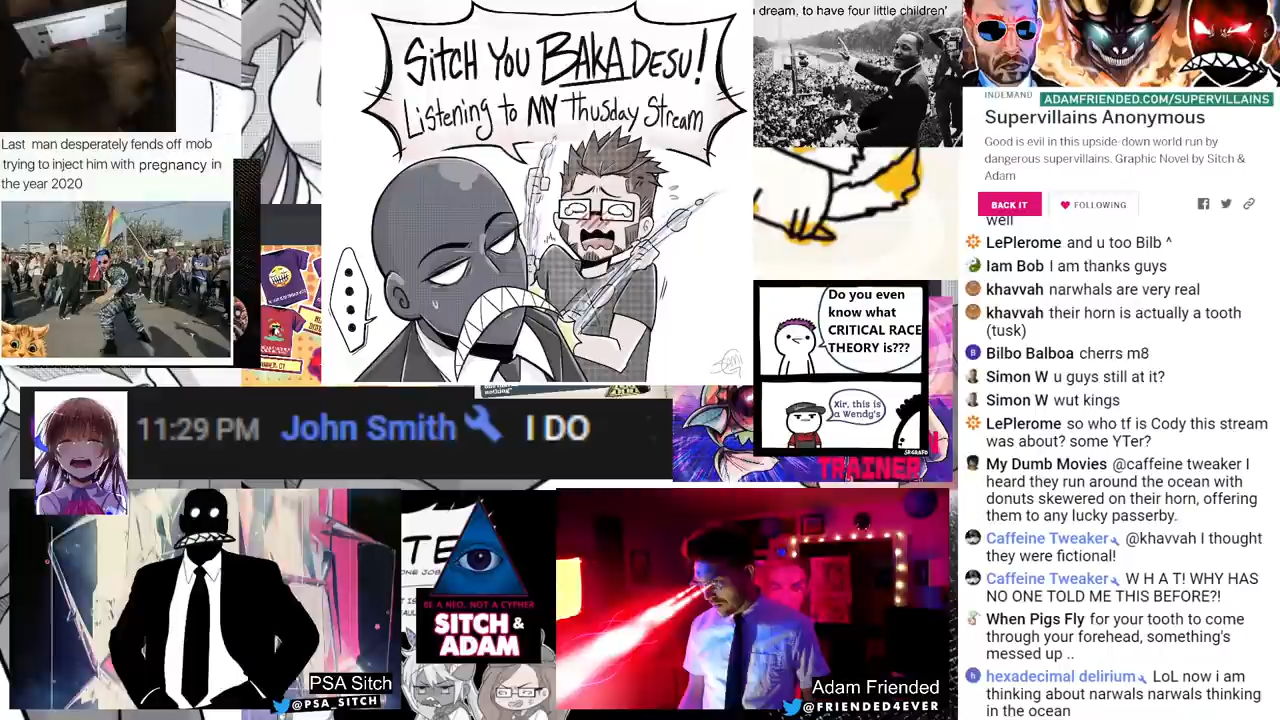 Last man desperately fends off mob
trying to inject him with pregnancy in
the year 2020
SITCH YOU BAKA DESU!
Listening to MY Thusday Stream
dream, to have four little children'
INDEMAND
ADAMFRIENDED.COM/SUPERVILLAINS
Supervillains Anonymous
Good is evil in this upside-down world run by
dangerous supervillains. Graphic Novel by Sitch &
Adam
BACK IT
FOLLOWING
well
LePlerome and u too Bilb ^
Iam Bob I am thanks guys
khavvah narwhals are very real
khavvah their horn is actually a tooth
(tusk)
Bilbo Balboa cherrs m8
Simon W u guys still at it?
Simon W wut kings
LePlerome so who tf is Cody this stream
was about? some YTer?
My Dumb Movies @caffeine tweaker I
heard they run around the ocean with
donuts skewered on their horn, offering
them to any lucky passerby.
Caffeine Tweaker @khavvah I thought
they were fictional!
Caffeine Tweaker W H A T! WHY HAS
NO ONE TOLD ME THIS BEFORE?!
When Pigs Fly for your tooth to come
through your forehead, something's
messed up ..
hexadecimal delirium LoL now i am
thinking about narwals narwals thinking
in the ocean
Do you even
know what
CRITICAL RACE
THEORY is???
Xir, this is
a Wendy's
TRAINER
nothing"
11:29 PM John Smith I DO
BE A NEO, NOT A CYPHER
SITCH &
ADAM
PSA Sitch
@PSA_SITCH
Adam Friended
@FRIENDED4EVER